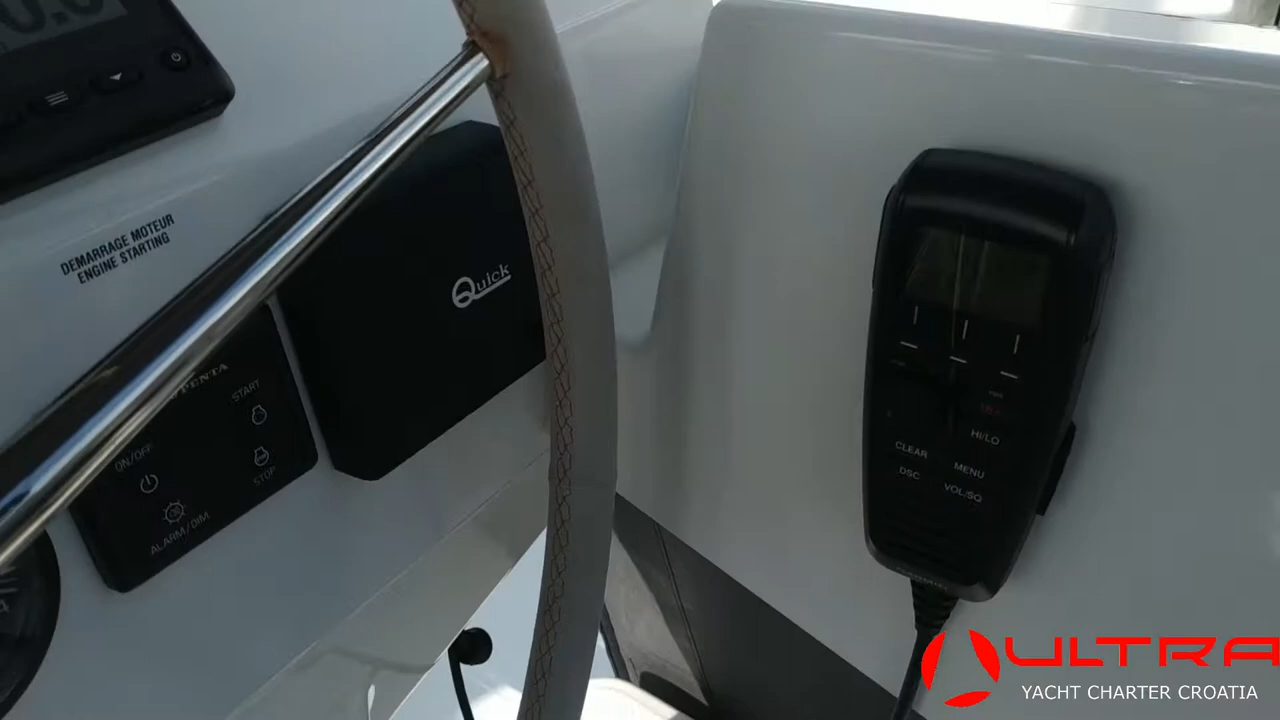 DEMARRAGE MOTEUR
ENGINE STARTING
Quick
PENTA
START
ON/OFF
STOP
ALARM/DIM
HI/LO
CLEAR
MENU
DSC
VOL/SQ
ULTRA
YACHT CHARTER CROATIA